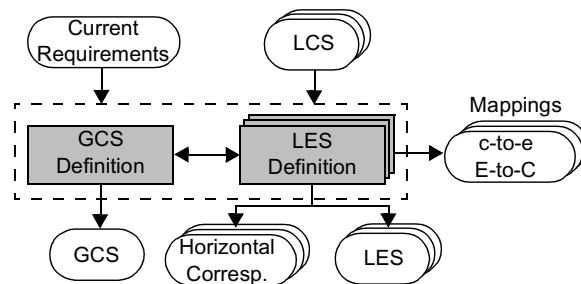 Current
Requirements
LCS
GCS
Definition
LES
Definition
Mappings
c-to-e
E-to-C
GCS
Horizontal
Corresp.
LES